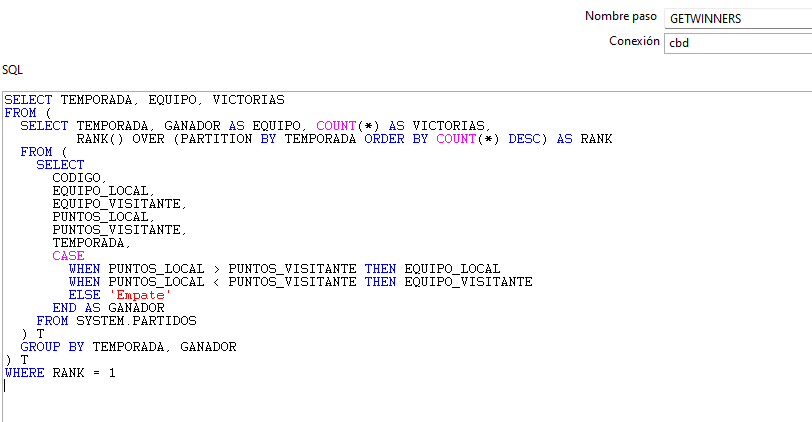 Nombre paso GETWINNERS
Conexión cbd
SQL
SELECT TEMPORADA, EQUIPO, VICTORIAS
FROM (
  SELECT TEMPORADA, GANADOR AS EQUIPO, COUNT(*) AS VICTORIAS,
         RANK() OVER (PARTITION BY TEMPORADA ORDER BY COUNT(*) DESC) AS RANK
  FROM (
    SELECT
      CODIGO,
      EQUIPO_LOCAL,
      EQUIPO_VISITANTE,
      PUNTOS_LOCAL,
      PUNTOS_VISITANTE,
      TEMPORADA,
      CASE
        WHEN PUNTOS_LOCAL > PUNTOS_VISITANTE THEN EQUIPO_LOCAL
        WHEN PUNTOS_LOCAL < PUNTOS_VISITANTE THEN EQUIPO_VISITANTE
        ELSE 'Empate'
      END AS GANADOR
    FROM SYSTEM.PARTIDOS
  ) T
  GROUP BY TEMPORADA, GANADOR
) T
WHERE RANK = 1